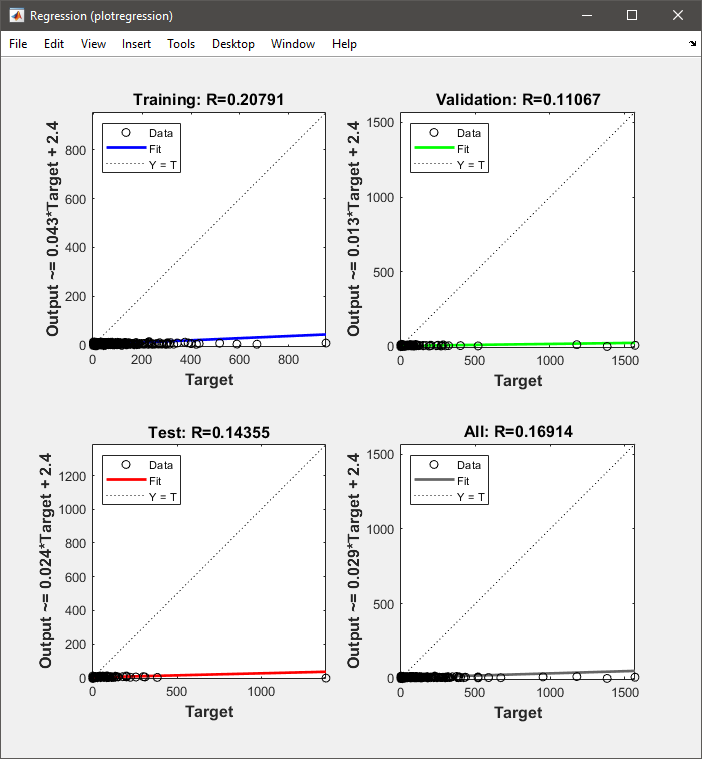 Regression (plotregression)
File Edit View Insert Tools Desktop Window Help
Training: R=0.20791
Output ~= 0.043*Target + 2.4
800
600
400
200
0
Data
Fit
Y = T
0 200 400 600 800
Target
Validation: R=0.11067
Output ~= 0.013*Target + 2.4
1500
1000
500
0
Data
Fit
Y = T
0 500 1000 1500
Target
Test: R=0.14355
Output ~= 0.024*Target + 2.4
1200
1000
800
600
400
200
0
Data
Fit
Y = T
0 500 1000
Target
All: R=0.16914
Output ~= 0.029*Target + 2.4
1500
1000
500
0
Data
Fit
Y = T
0 500 1000 1500
Target